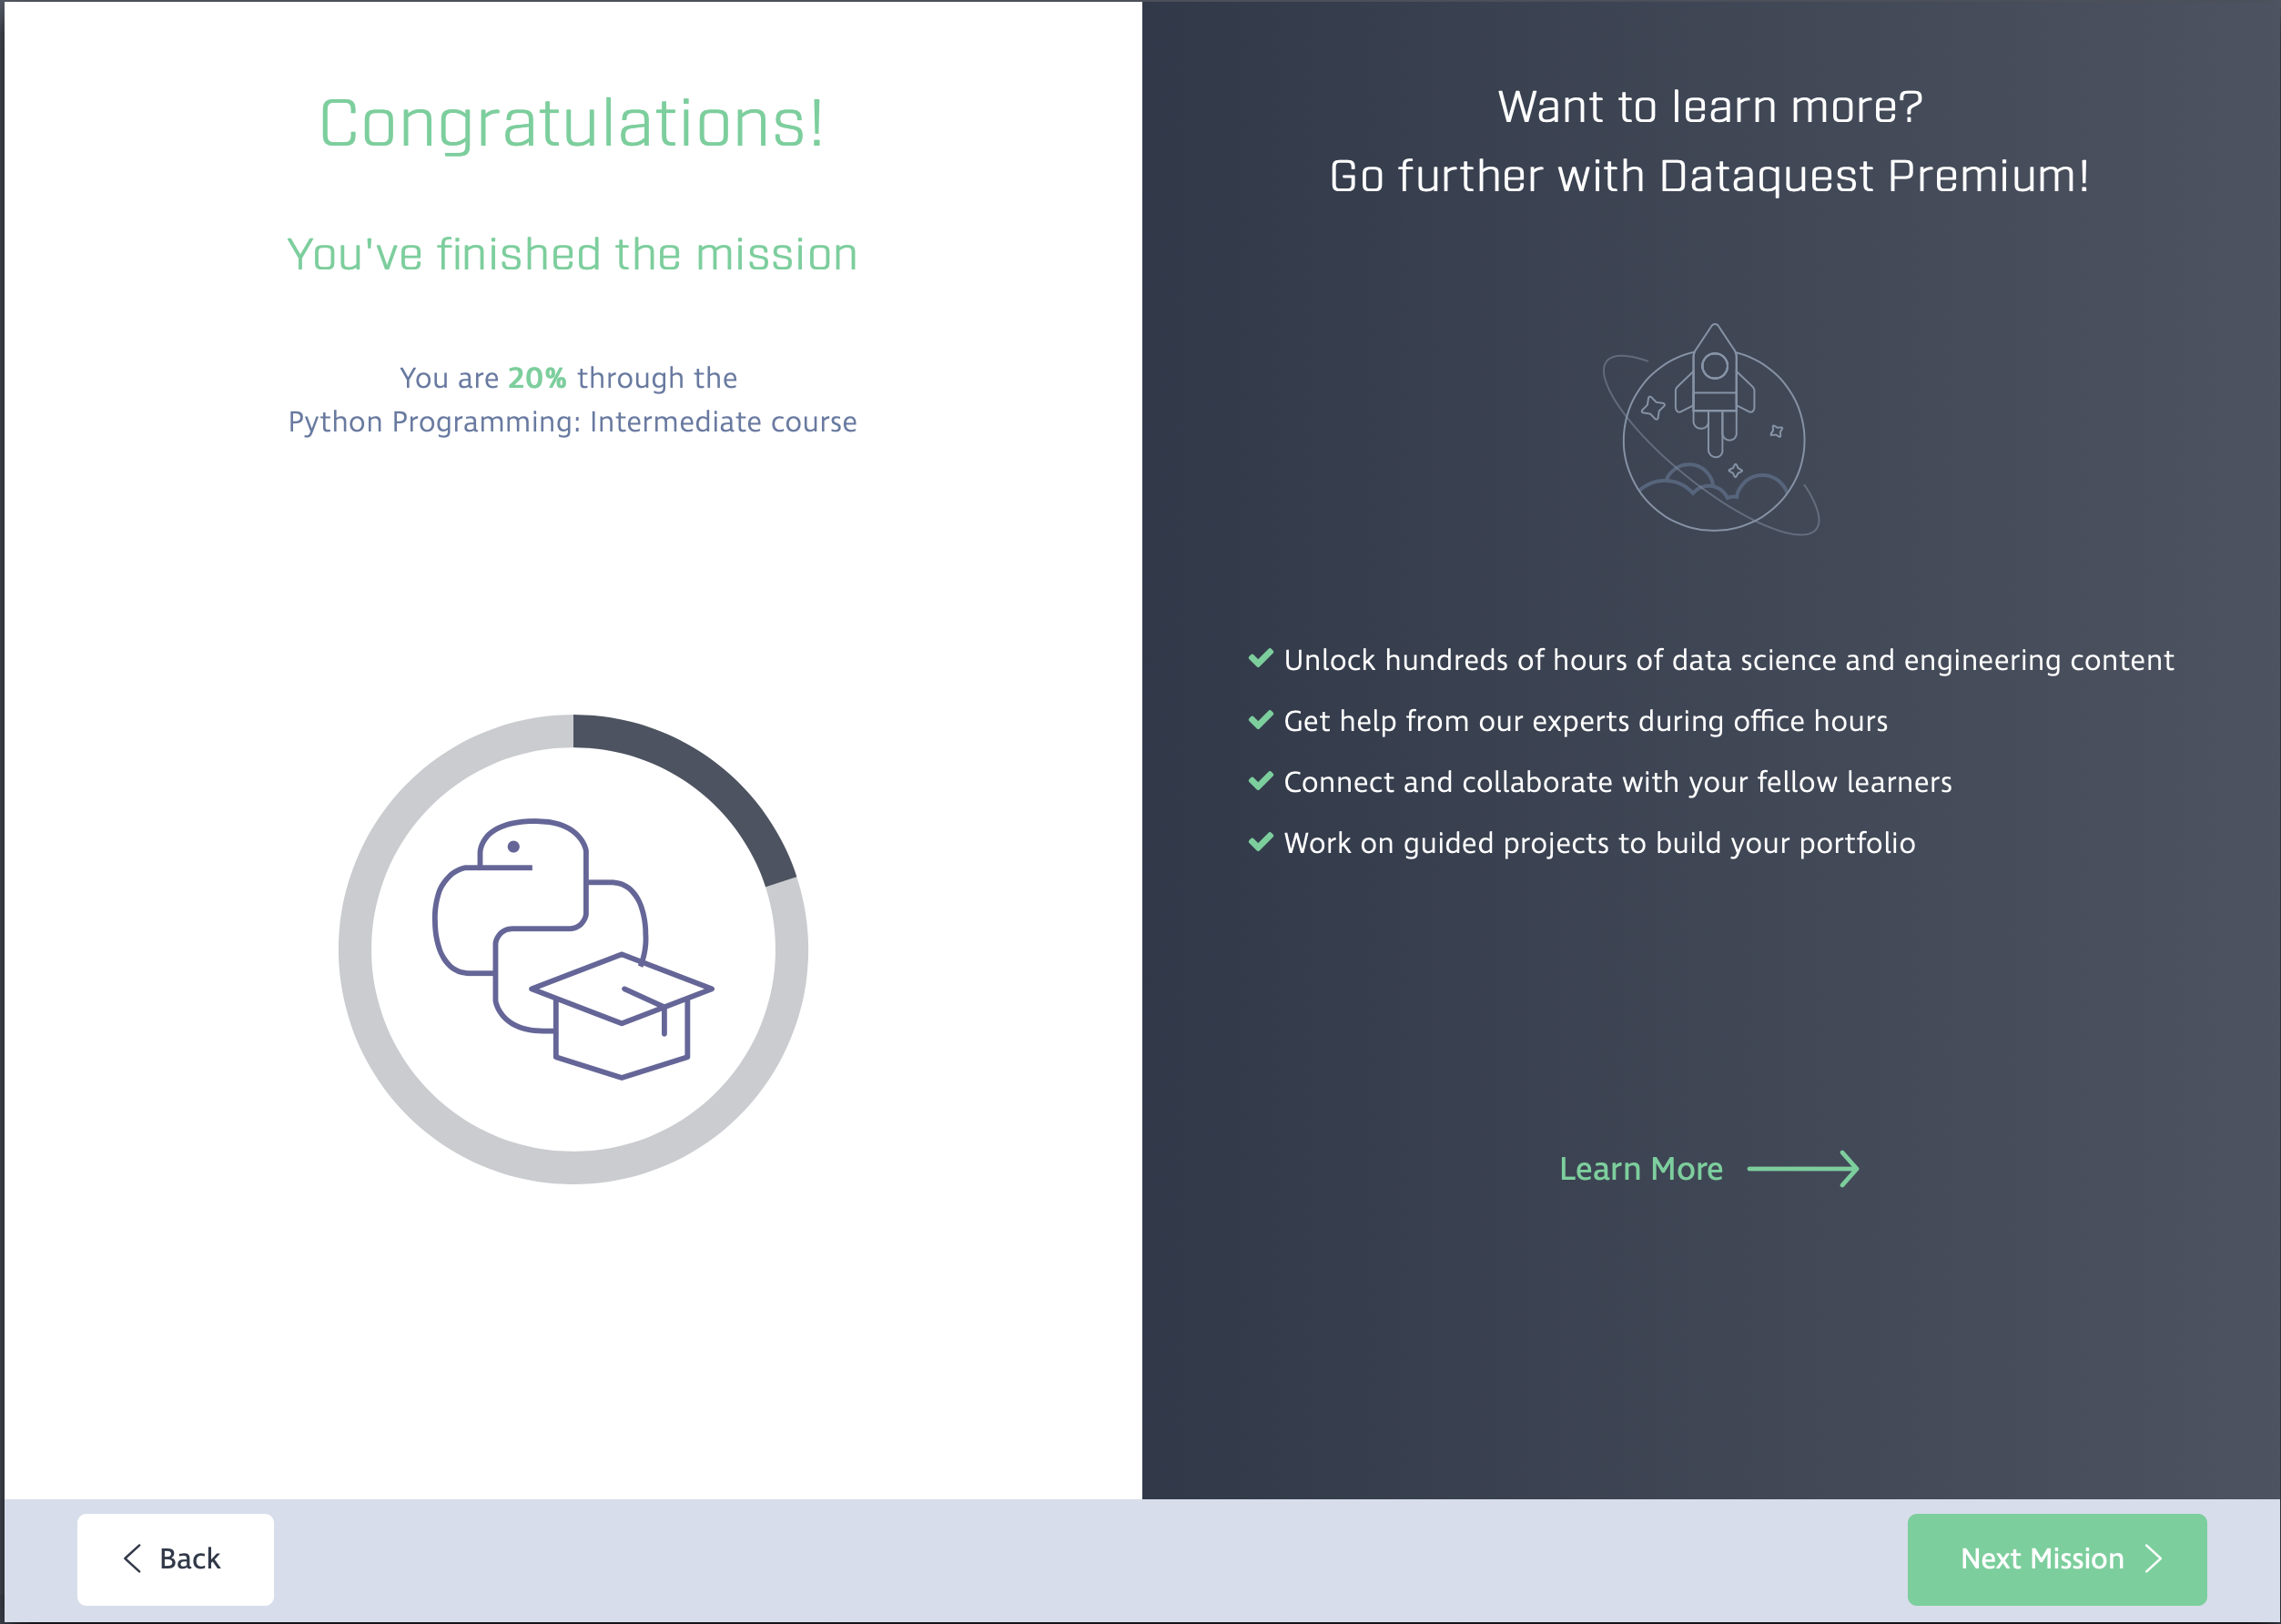 Congratulations!
You've finished the mission
You are 20% through the
Python Programming: Intermediate course
Want to learn more?
Go further with Dataquest Premium!
Unlock hundreds of hours of data science and engineering content
Get help from our experts during office hours
Connect and collaborate with your fellow learners
Work on guided projects to build your portfolio
Learn More
Back
Next Mission